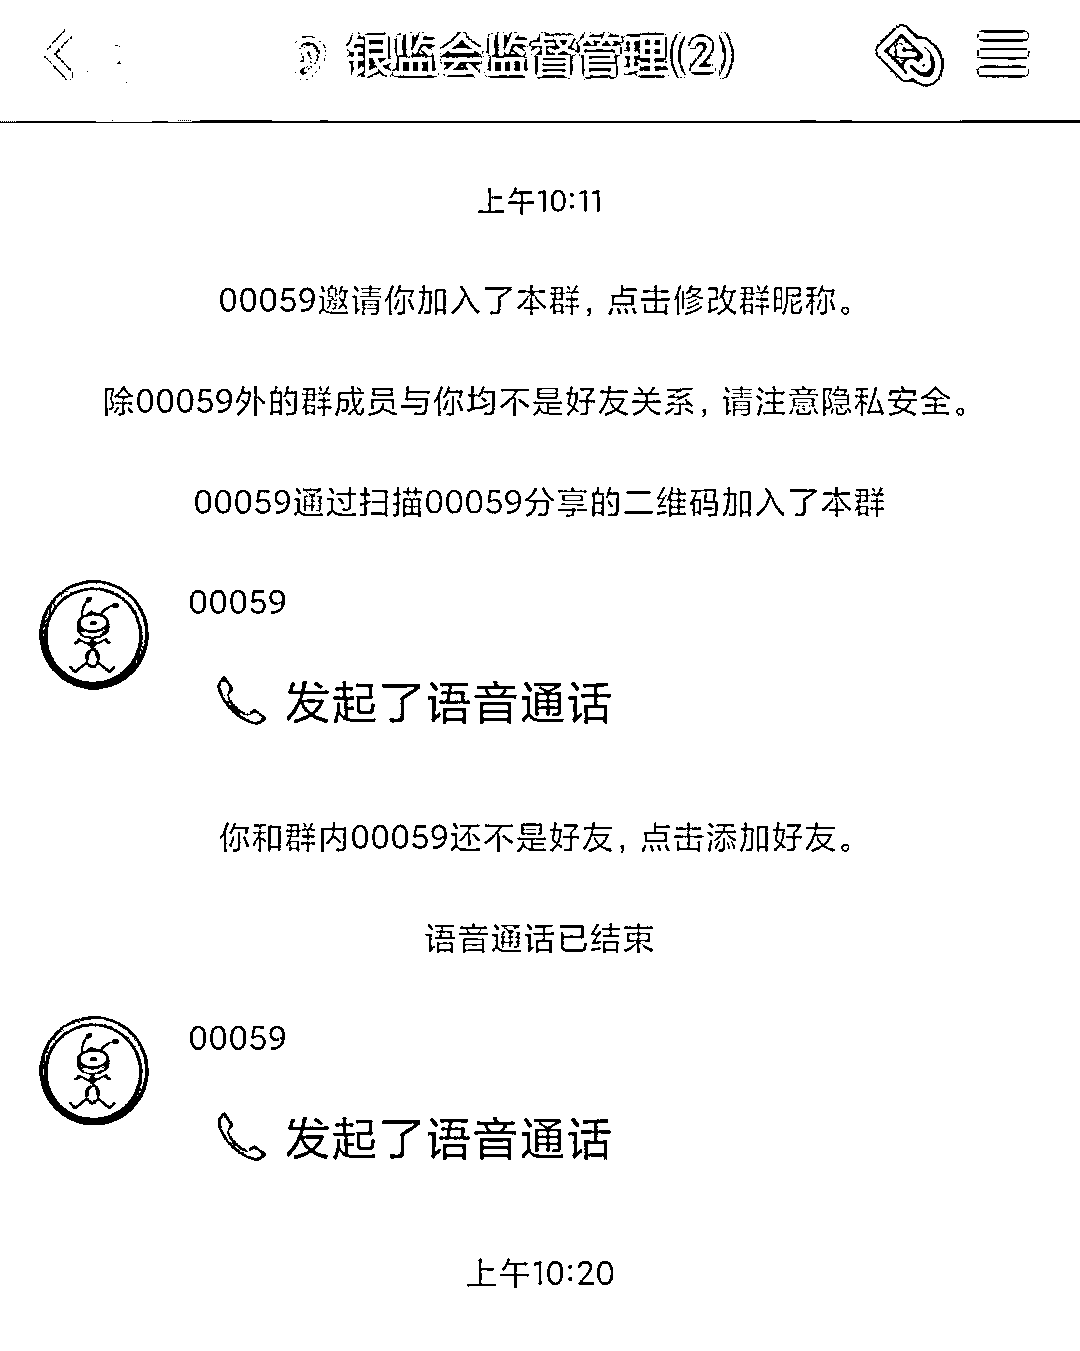 银监会监督管理(2)
上午10:11
00059邀请你加入了本群，点击修改群昵称。
除00059外的群成员与你均不是好友关系，请注意隐私安全。
00059通过扫描00059分享的二维码加入了本群
00059
发起了语音通话
你和群内00059还不是好友，点击添加好友。
语音通话已结束
00059
发起了语音通话
上午10:20